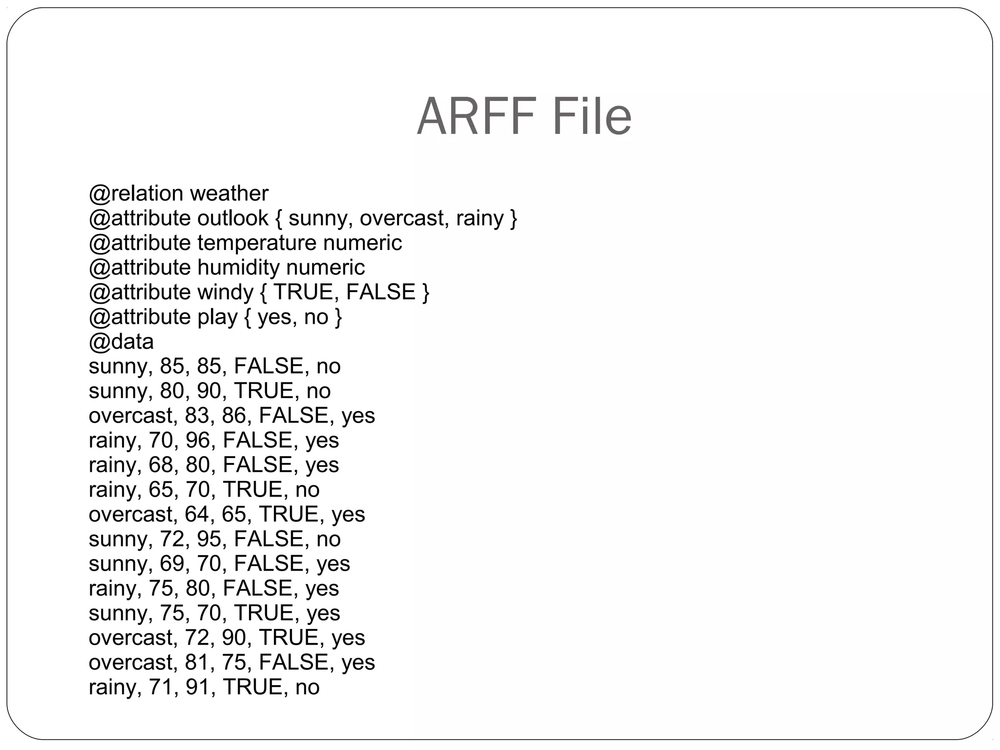 ARFF File
@relation weather
@attribute outlook { sunny, overcast, rainy }
@attribute temperature numeric
@attribute humidity numeric
@attribute windy { TRUE, FALSE }
@attribute play { yes, no }
@data
sunny, 85, 85, FALSE, no
sunny, 80, 90, TRUE, no
overcast, 83, 86, FALSE, yes
rainy, 70, 96, FALSE, yes
rainy, 68, 80, FALSE, yes
rainy, 65, 70, TRUE, no
overcast, 64, 65, TRUE, yes
sunny, 72, 95, FALSE, no
sunny, 69, 70, FALSE, yes
rainy, 75, 80, FALSE, yes
sunny, 75, 70, TRUE, yes
overcast, 72, 90, TRUE, yes
overcast, 81, 75, FALSE, yes
rainy, 71, 91, TRUE, no